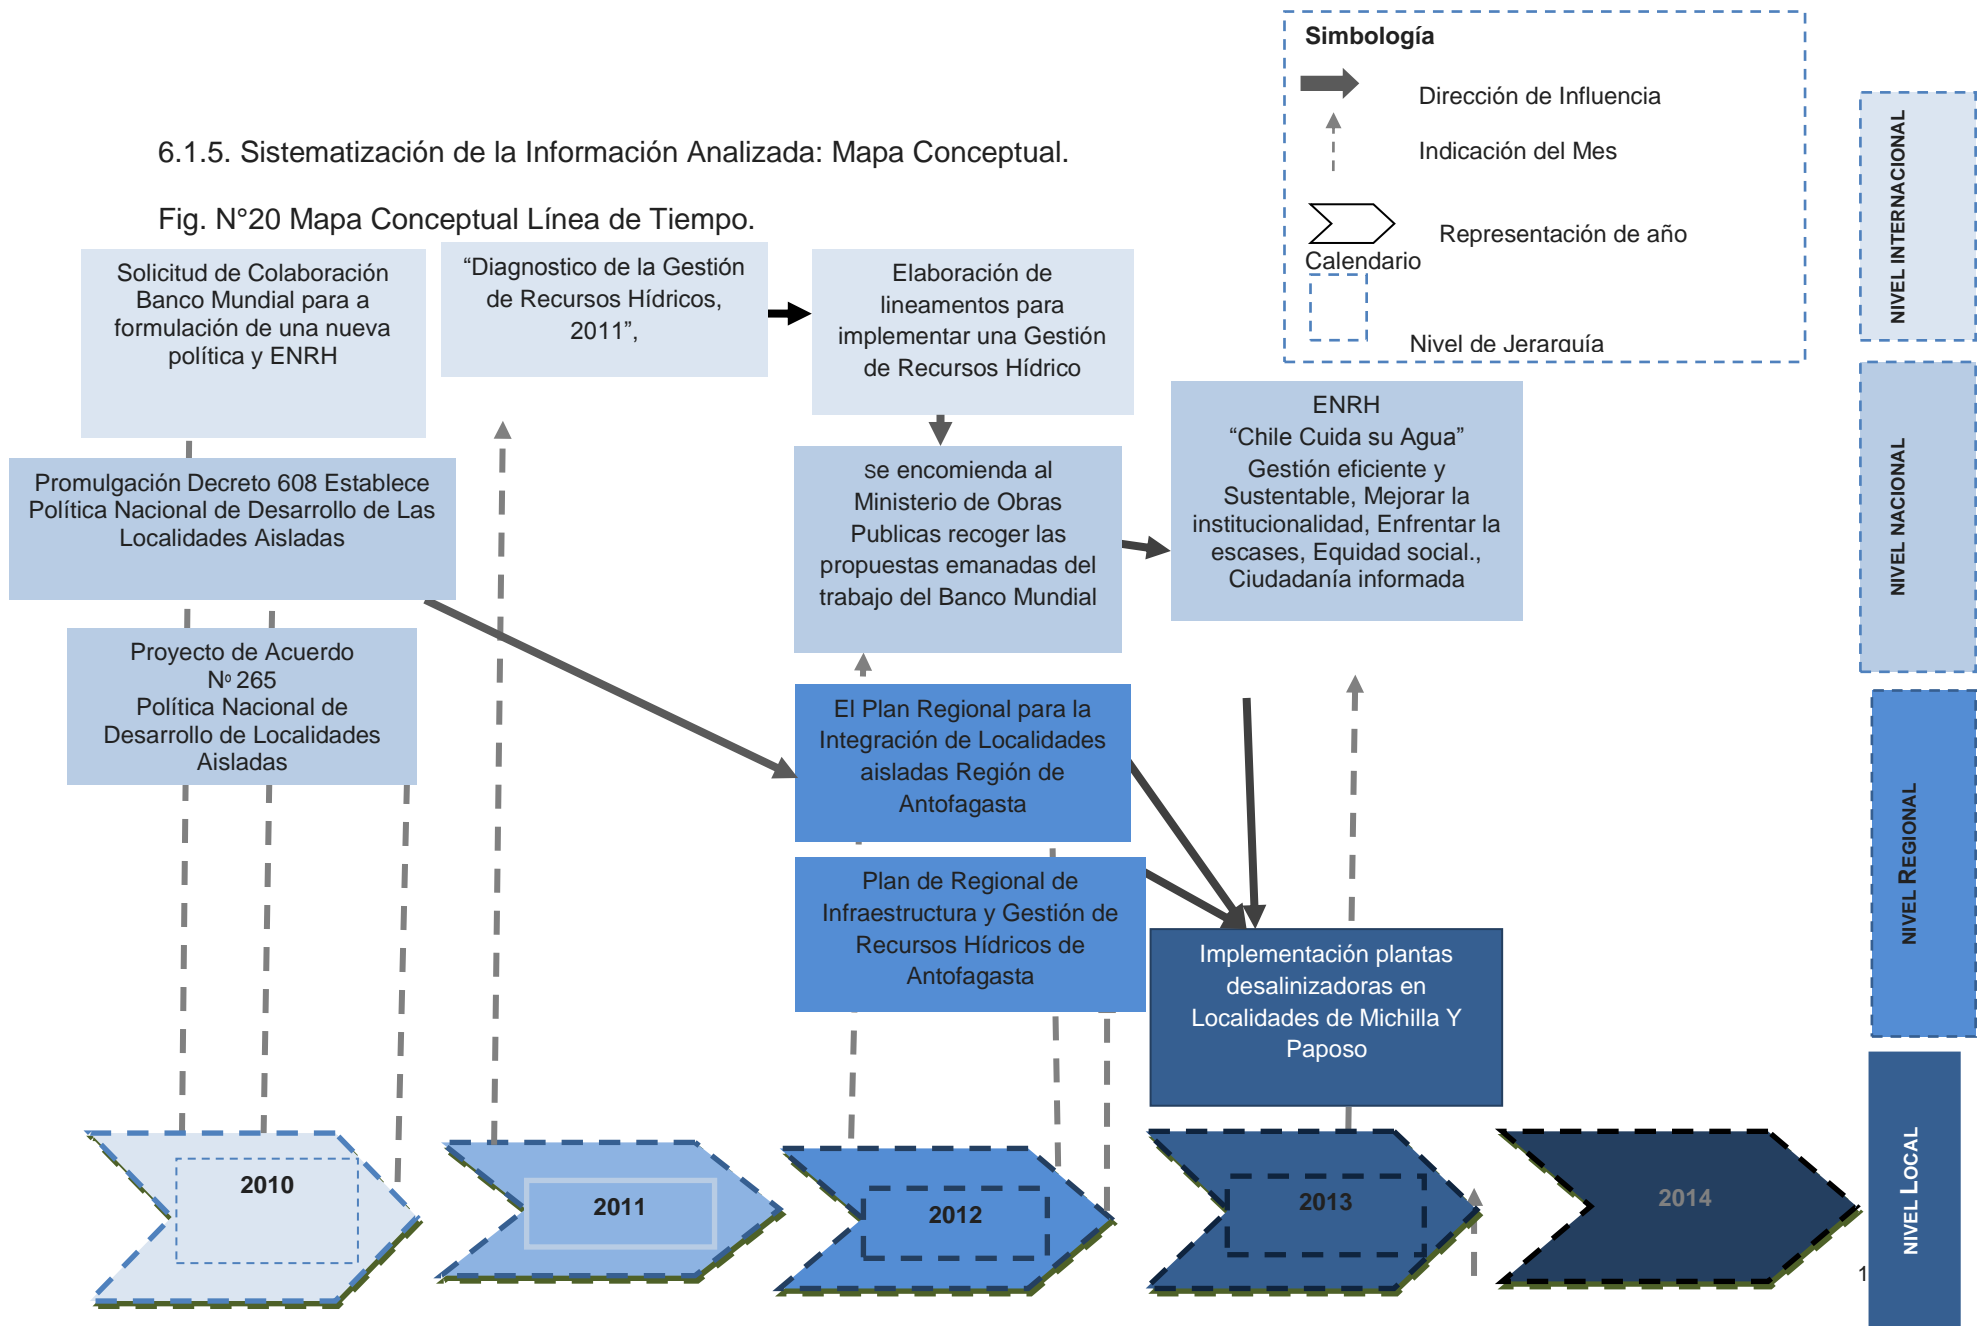 Simbología
Dirección de Influencia
Indicación del Mes
Representación de año
Calendario
Nivel de Jerarquía
6.1.5. Sistematización de la Información Analizada: Mapa Conceptual.
Fig. N°20 Mapa Conceptual Línea de Tiempo.
Solicitud de Colaboración
Banco Mundial para a
formulación de una nueva
política y ENRH
“Diagnostico de la Gestión
de Recursos Hídricos,
2011”,
Elaboración de
lineamentos para
implementar una Gestión
de Recursos Hídrico
Promulgación Decreto 608 Establece
Política Nacional de Desarrollo de Las
Localidades Aisladas
se encomienda al
Ministerio de Obras
Publicas recoger las
propuestas emanadas del
trabajo del Banco Mundial
ENRH
“Chile Cuida su Agua”
Gestión eficiente y
Sustentable, Mejorar la
institucionalidad, Enfrentar la
escases, Equidad social.,
Ciudadanía informada
Proyecto de Acuerdo
Nº 265
Política Nacional de
Desarrollo de Localidades
Aisladas
El Plan Regional para la
Integración de Localidades
aisladas Región de
Antofagasta
Plan de Regional de
Infraestructura y Gestión de
Recursos Hídricos de
Antofagasta
Implementación plantas
desalinizadoras en
Localidades de Michilla Y
Paposo
2010
2011
2012
2013
2014
NIVEL INTERNACIONAL
NIVEL NACIONAL
NIVEL REGIONAL
NIVEL LOCAL
1